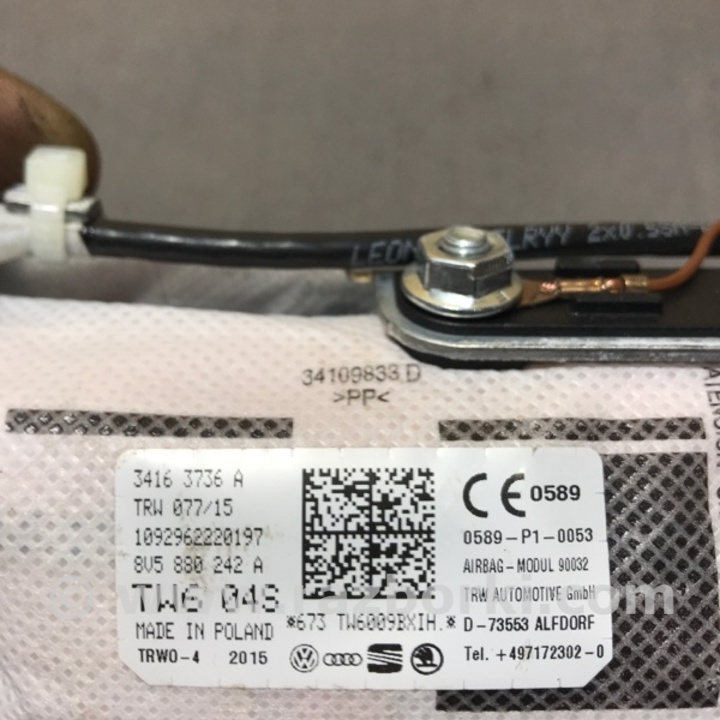 2x0.
34109833 D
>PP<
3416 3736 A
TRW 077/15
1092962220197
8V5 880 242 A
TW6 04S
MADE IN POLAND
TRWO-4 2015
*673 TW6009BXIH.*
CE 0589
0589-P1-0053
AIRBAG-MODUL 90032
TRW AUTOMOTIVE GmbH
D-73553 ALFDORF
Tel. +497172302-0